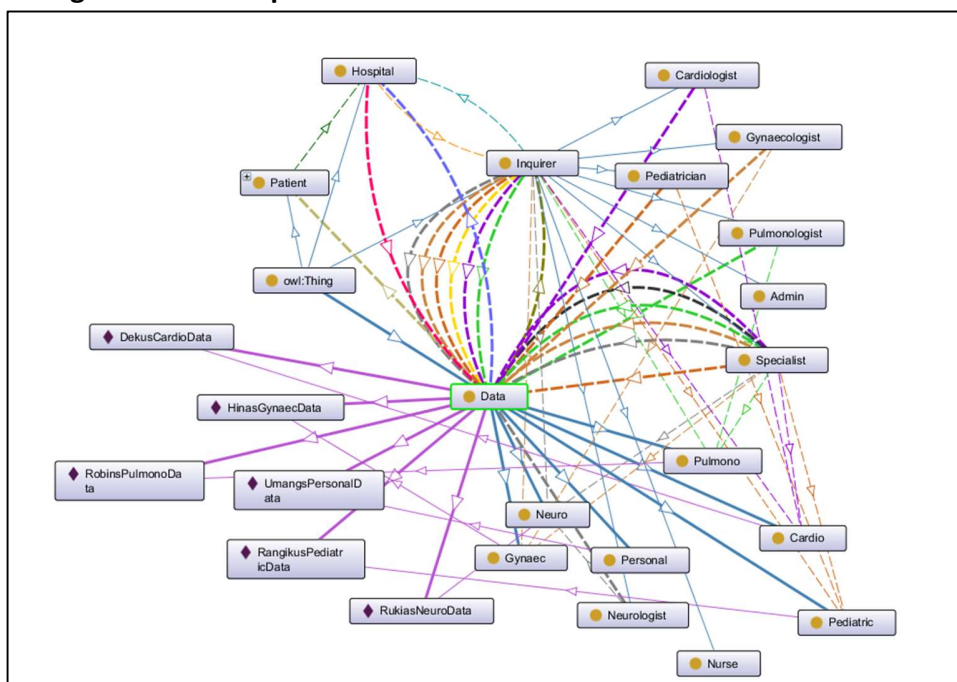 Hospital
Cardiologist
Gynaecologist
Inquirer
Pediatrician
Patient
Pulmonologist
owl:Thing
Admin
DekusCardioData
Specialist
Data
HinasGynaecData
Pulmono
RobinsPulmonoDa
ta
UmangsPersonalD
ata
Neuro
Cardio
RangikusPediatr
icData
Gynaec
Personal
RukiasNeuroData
Neurologist
Pediatric
Nurse